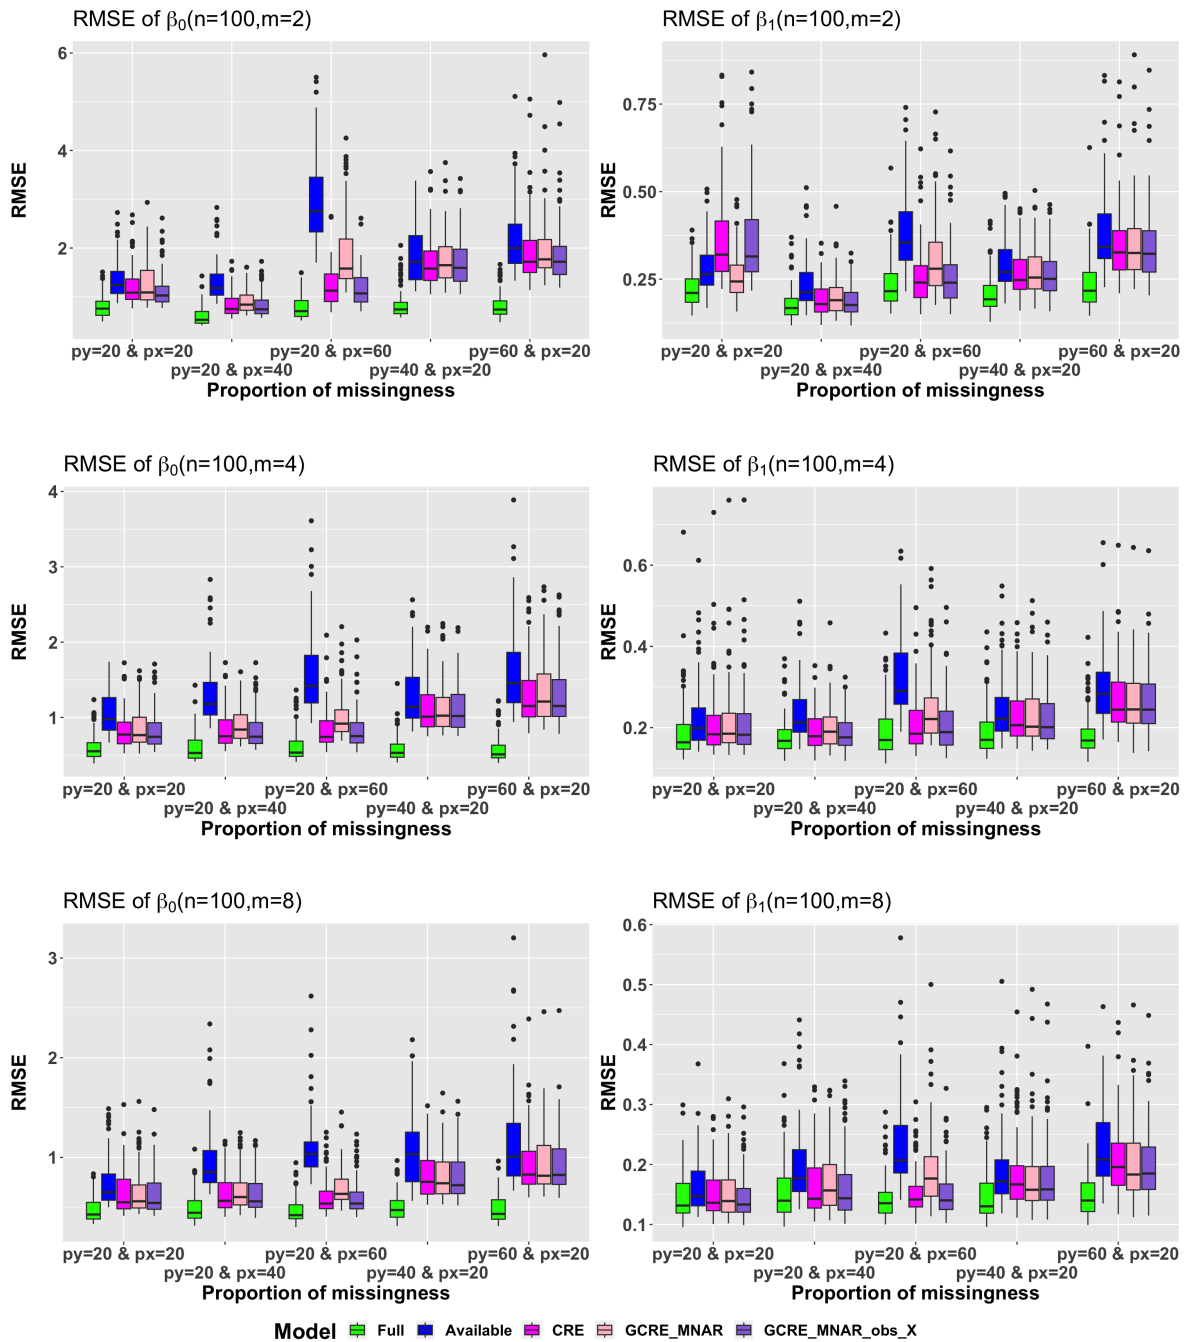 RMSE of β0(n=100,m=2)
RMSE
6
4
2
py=20 & px=20
py=20 & px=40
py=20 & px=60
py=40 & px=20
py=60 & px=20
Proportion of missingness
RMSE of β1(n=100,m=2)
RMSE
0.75
0.50
0.25
py=20 & px=20
py=20 & px=40
py=20 & px=60
py=40 & px=20
py=60 & px=20
Proportion of missingness
RMSE of β0(n=100,m=4)
RMSE
4
3
2
1
py=20 & px=20
py=20 & px=40
py=20 & px=60
py=40 & px=20
py=60 & px=20
Proportion of missingness
RMSE of β1(n=100,m=4)
RMSE
0.6
0.4
0.2
py=20 & px=20
py=20 & px=40
py=20 & px=60
py=40 & px=20
py=60 & px=20
Proportion of missingness
RMSE of β0(n=100,m=8)
RMSE
3
2
1
py=20 & px=20
py=20 & px=40
py=20 & px=60
py=40 & px=20
py=60 & px=20
Proportion of missingness
RMSE of β1(n=100,m=8)
RMSE
0.6
0.5
0.4
0.3
0.2
0.1
py=20 & px=20
py=20 & px=40
py=20 & px=60
py=40 & px=20
py=60 & px=20
Proportion of missingness
Model Full Available CRE GCRE_MNAR GCRE_MNAR_obs_X